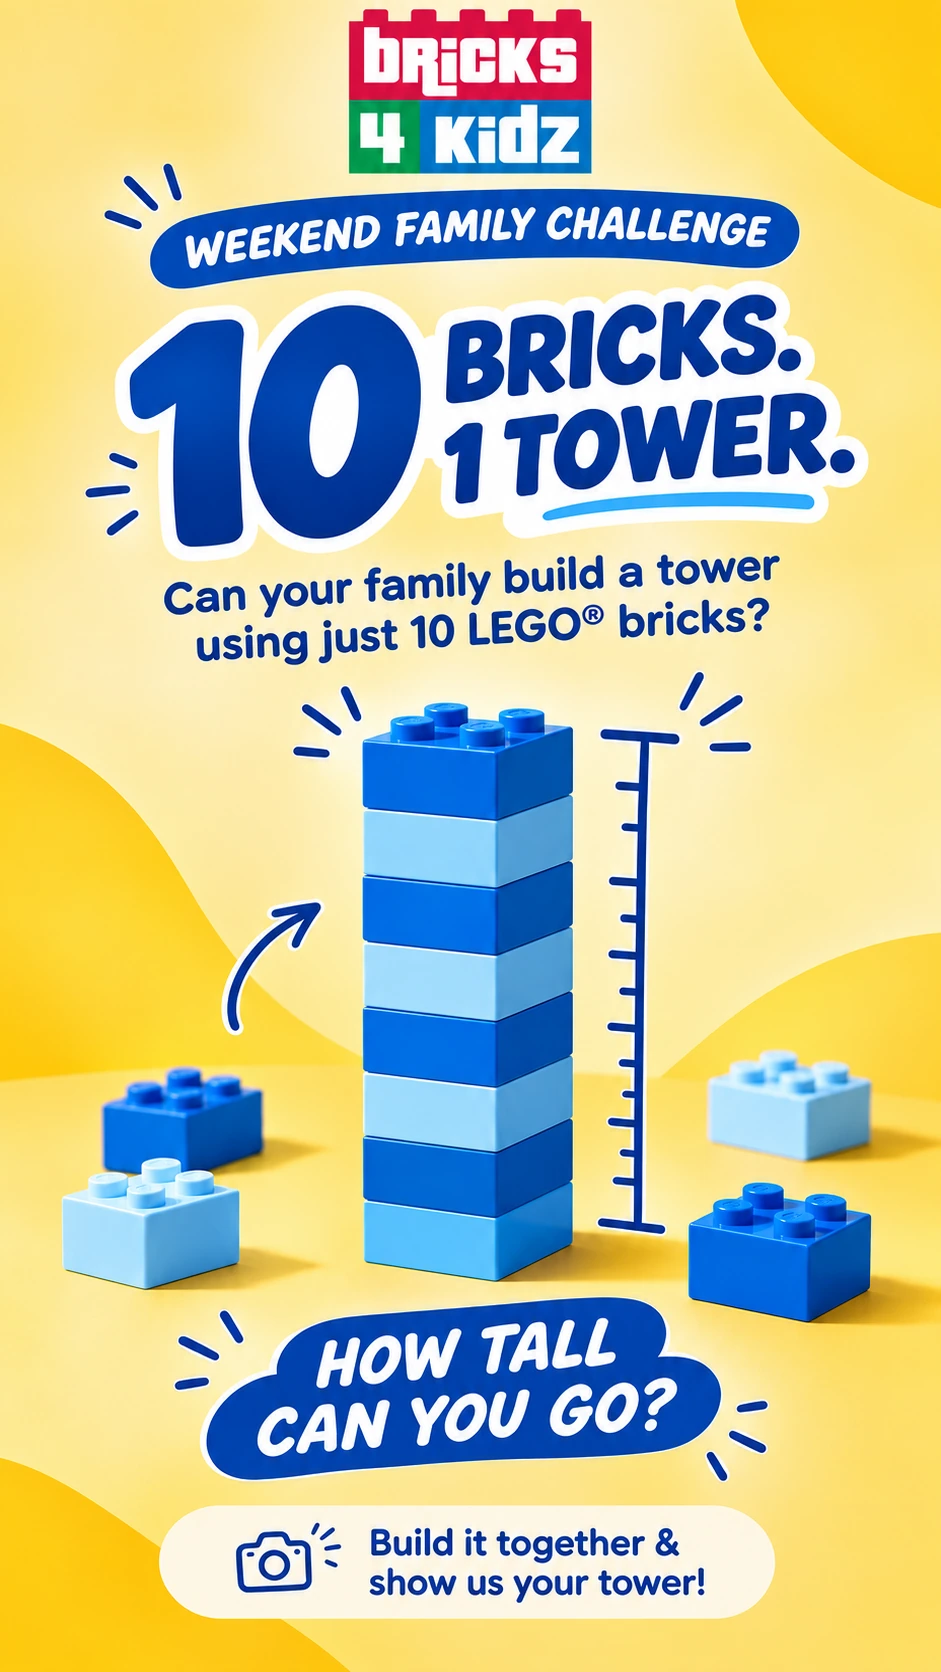 bricks
4 Kidz
WEEKEND FAMILY CHALLENGE
10 BRICKS.
1 TOWER.
Can your family build a tower
using just 10 LEGO® bricks?
HOW TALL
CAN YOU GO?
Build it together &
show us your tower!